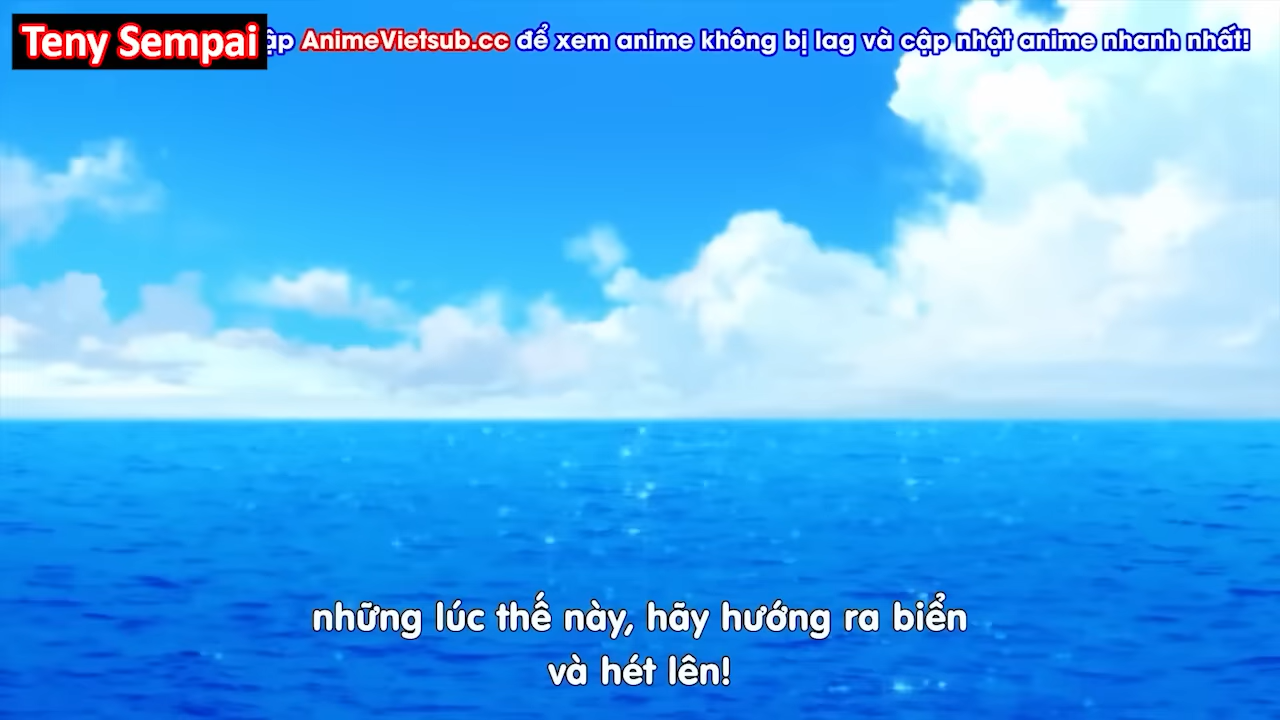 Teny Sempai
AnimeVietsub.cc để xem anime không bị lag và cập nhật anime nhanh nhất!
những lúc thế này, hãy hướng ra biển
và hét lên!